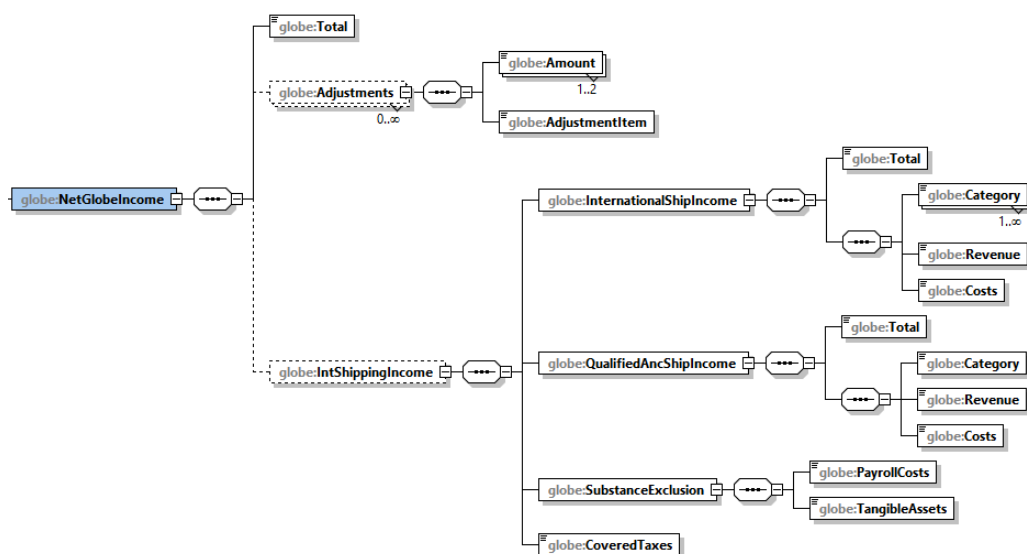 globe:Total
globe:Adjustments
0..∞
globe:Amount
1..2
globe:AdjustmentItem
globe:NetGlobeIncome
globe:InternationalShipIncome
globe:Total
globe:Category
1..∞
globe:Revenue
globe:Costs
globe:IntShippingIncome
globe:QualifiedAncShipIncome
globe:Total
globe:Category
globe:Revenue
globe:Costs
globe:SubstanceExclusion
globe:PayrollCosts
globe:TangibleAssets
globe:CoveredTaxes